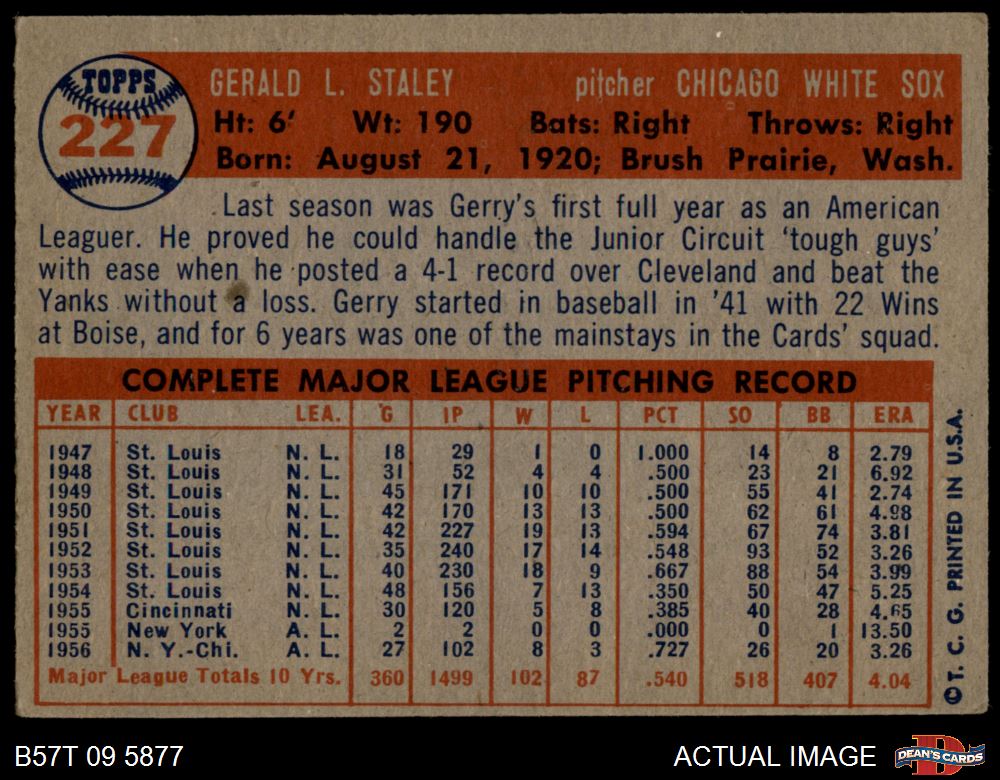 TOPPS
227
GERALD L. STALEY pitcher CHICAGO WHITE SOX
Ht: 6' Wt: 190 Bats: Right Throws: Right
Born: August 21, 1920; Brush Prairie, Wash.
Last season was Gerry's first full year as an American
Leaguer. He proved he could handle the Junior Circuit 'tough guys'
with ease when he posted a 4-1 record over Cleveland and beat the
Yanks without a loss. Gerry started in baseball in '41 with 22 Wins
at Boise, and for 6 years was one of the mainstays in the Cards' squad.
COMPLETE MAJOR LEAGUE PITCHING RECORD
YEAR CLUB LEA. G IP W L PCT SO BB ERA
1947 St. Louis N. L. 18 29 1 0 1.000 14 8 2.79
1948 St. Louis N. L. 31 52 4 4 .500 23 21 6.92
1949 St. Louis N. L. 45 171 10 10 .500 55 41 2.74
1950 St. Louis N. L. 42 170 13 13 .500 62 61 4.98
1951 St. Louis N. L. 42 227 19 13 .594 67 74 3.81
1952 St. Louis N. L. 35 240 17 14 .548 93 52 3.26
1953 St. Louis N. L. 40 230 18 9 .667 88 54 3.99
1954 St. Louis N. L. 48 156 7 13 .350 50 47 5.25
1955 Cincinnati N. L. 30 120 5 8 .385 40 28 4.65
1955 New York A. L. 2 2 0 0 .000 0 1 13.50
1956 N. Y.-Chi. A. L. 27 102 8 3 .727 26 20 3.26
Major League Totals 10 Yrs. 360 1499 102 87 .540 518 407 4.04
©T. C. G. PRINTED IN U.S.A.
B57T 09 5877 ACTUAL IMAGE
D
DEAN'S CARDS